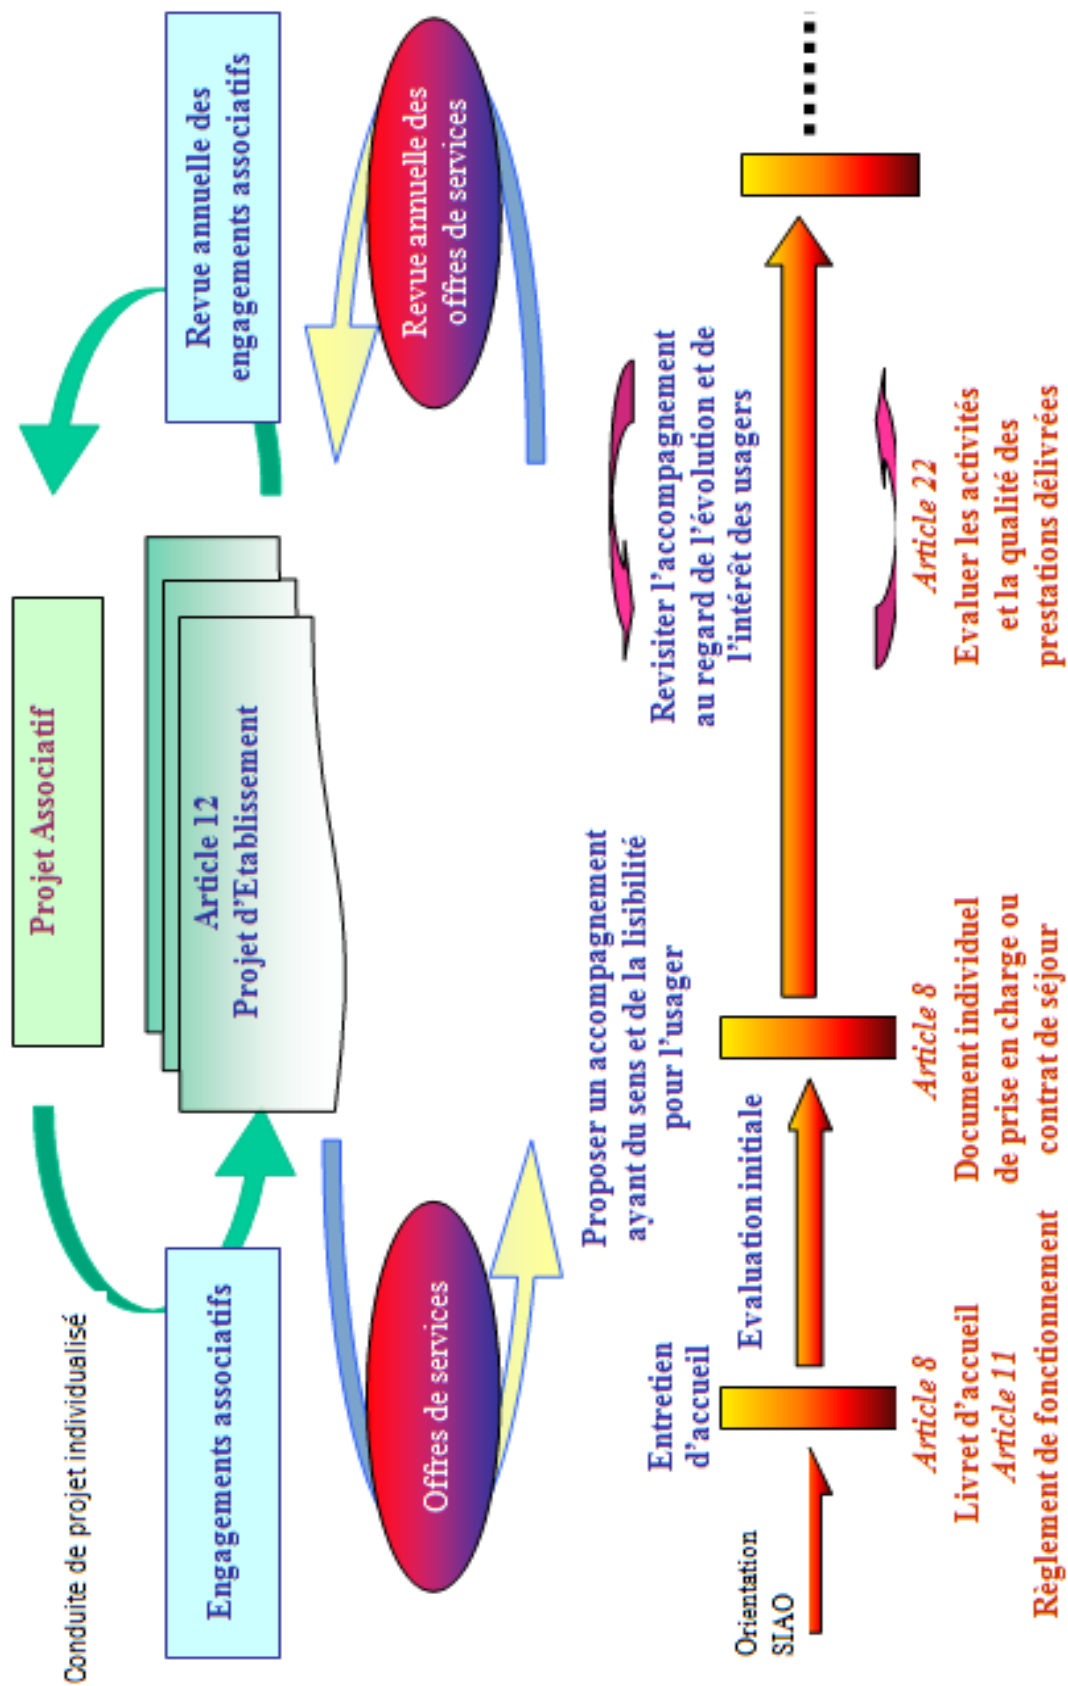 Conduite de projet individualisé
Projet Associatif
Engagements associatifs
Article 12
Projet d'Etablissement
Revue annuelle des
engagements associatifs
Offres de services
Revue annuelle des
offres de services
Proposer un accompagnement
ayant du sens et de la lisibilité
pour l'usager
Revisiter l'accompagnement
au regard de l'évolution et de
l'intérêt des usagers
Orientation
SIAO
Entretien
d'accueil
Evaluation initiale
Article 8
Livret d'accueil
Article 11
Règlement de fonctionnement
Article 8
Document individuel
de prise en charge ou
contrat de séjour
Article 22
Evaluer les activités
et la qualité des
prestations délivrées